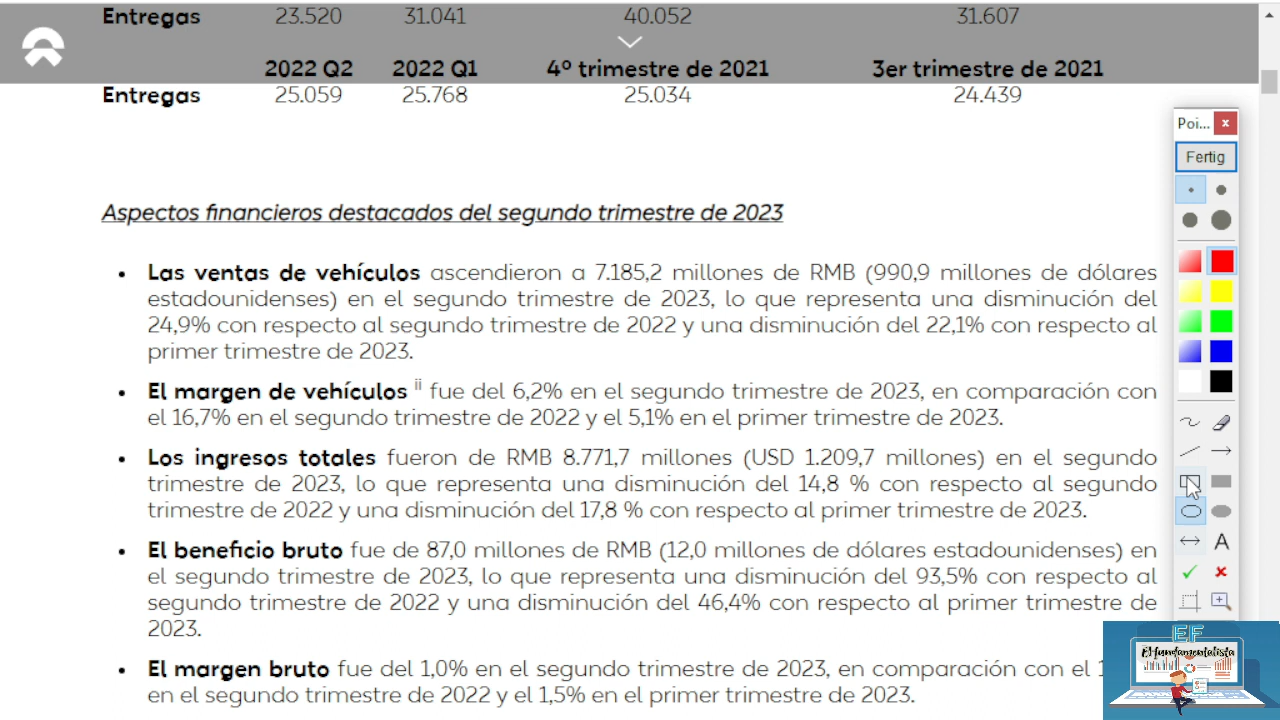 Entregas 23.520 31.041 40.052 31.607
2022 Q2 2022 Q1 4º trimestre de 2021 3er trimestre de 2021
Entregas 25.059 25.768 25.034 24.439
Poi...
Fertig
Aspectos financieros destacados del segundo trimestre de 2023
• Las ventas de vehículos ascendieron a 7.185,2 millones de RMB (990,9 millones de dólares
estadounidenses) en el segundo trimestre de 2023, lo que representa una disminución del
24,9% con respecto al segundo trimestre de 2022 y una disminución del 22,1% con respecto al
primer trimestre de 2023.
• El margen de vehículos ii fue del 6,2% en el segundo trimestre de 2023, en comparación con
el 16,7% en el segundo trimestre de 2022 y el 5,1% en el primer trimestre de 2023.
• Los ingresos totales fueron de RMB 8.771,7 millones (USD 1.209,7 millones) en el segundo
trimestre de 2023, lo que representa una disminución del 14,8 % con respecto al segundo
trimestre de 2022 y una disminución del 17,8 % con respecto al primer trimestre de 2023.
• El beneficio bruto fue de 87,0 millones de RMB (12,0 millones de dólares estadounidenses) en
el segundo trimestre de 2023, lo que representa una disminución del 93,5% con respecto al
segundo trimestre de 2022 y una disminución del 46,4% con respecto al primer trimestre de
2023.
• El margen bruto fue del 1,0% en el segundo trimestre de 2023, en comparación con el
en el segundo trimestre de 2022 y el 1,5% en el primer trimestre de 2023.
A
EF
El fundamentalista